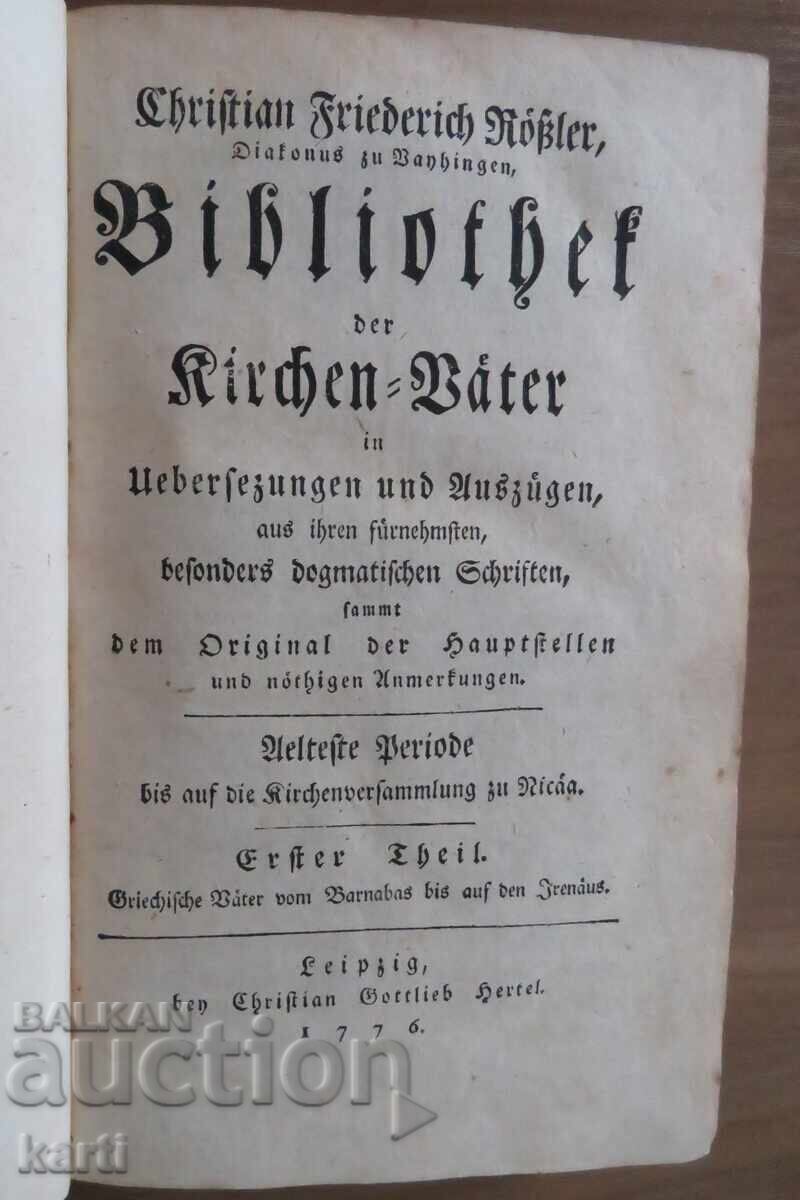 Christian Friederich Rößler,
Diakonus zu Vayhingen,
Bibliothek
der
Kirchen-Väter
in
Uebersezungen und Auszügen,
aus ihren fürnehmsten,
besonders dogmatischen Schriften,
sammt
dem Original der Hauptstellen
und nöthigen Anmerkungen.
Aelteste Periode
bis auf die Kirchenversammlung zu Nicäa.
Erster Theil.
Griechische Väter vom Barnabas bis auf den Irenäus.
Leipzig,
bey Christian Gottlieb Hertel.
1776.
BALKAN
auction
karti